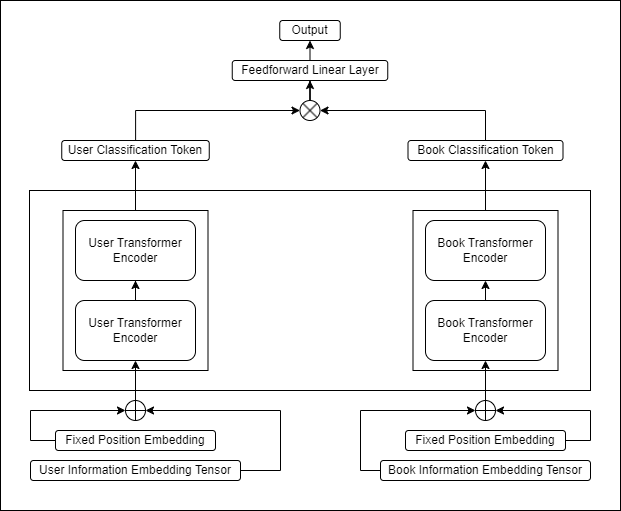 Output
Feedforward Linear Layer
User Classification Token
Book Classification Token
User Transformer
Encoder
Book Transformer
Encoder
User Transformer
Encoder
Book Transformer
Encoder
Fixed Position Embedding
Fixed Position Embedding
User Information Embedding Tensor
Book Information Embedding Tensor